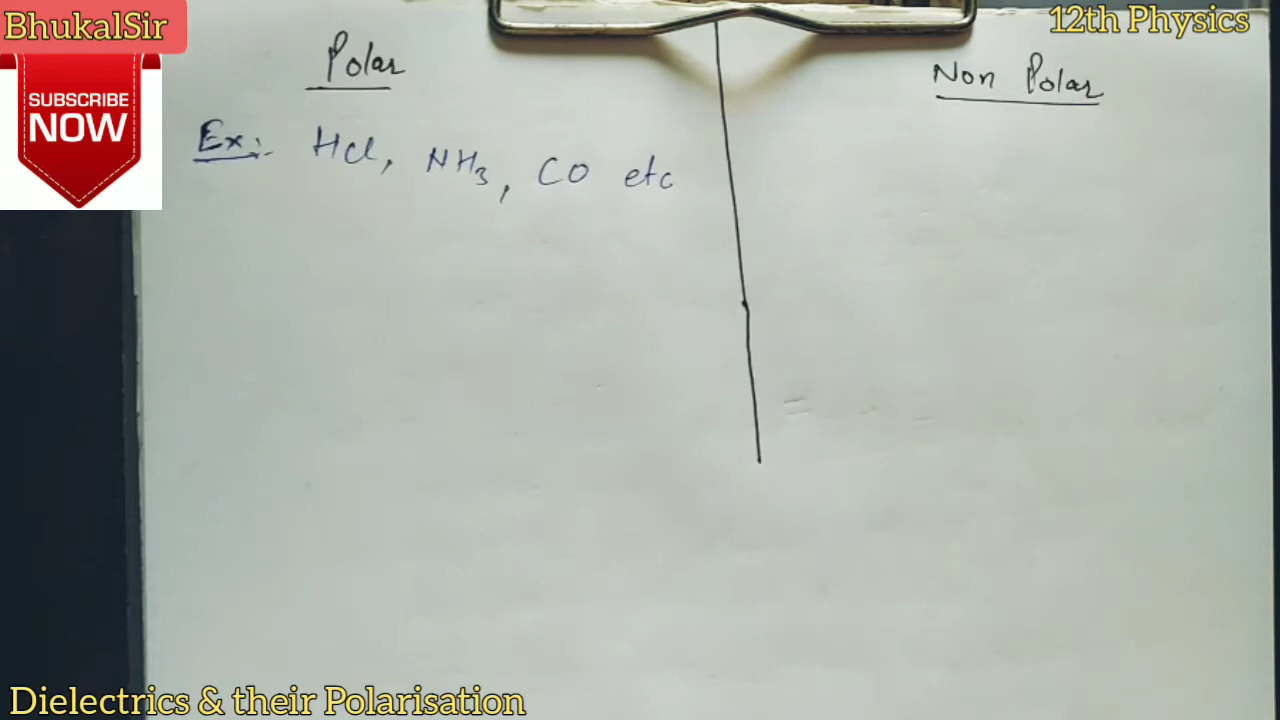 BhukalSir
12th Physics
SUBSCRIBE
NOW
Polar
Non Polar
Ex:- HCl, NH3, CO etc
Dielectrics & their Polarisation